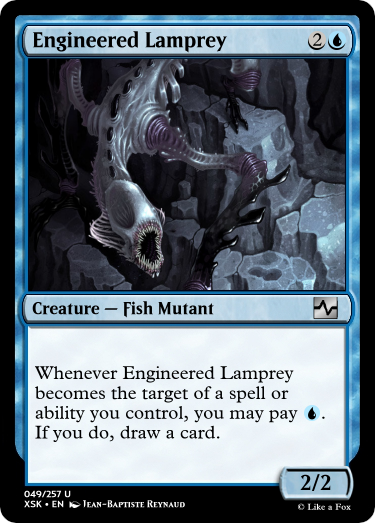 Engineered Lamprey 2
Creature — Fish Mutant
Whenever Engineered Lamprey
becomes the target of a spell or
ability you control, you may pay .
If you do, draw a card.
2/2
049/257 U
XSK • EN Jean-Baptiste Reynaud
© Like a Fox